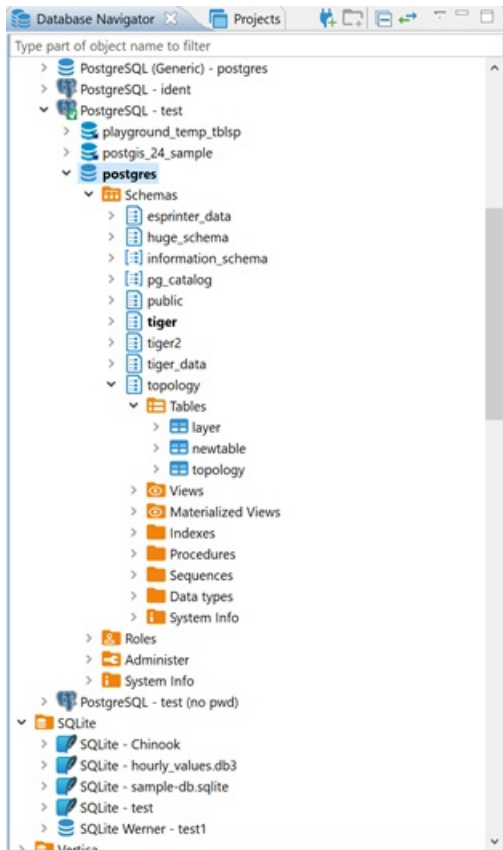 Database Navigator Projects
Type part of object name to filter
PostgreSQL (Generic) - postgres
PostgreSQL - ident
PostgreSQL - test
playground_temp_tblsp
postgis_24_sample
postgres
Schemas
esprinter_data
huge_schema
information_schema
pg_catalog
public
tiger
tiger2
tiger_data
topology
Tables
layer
newtable
topology
Views
Materialized Views
Indexes
Procedures
Sequences
Data types
System Info
Roles
Administer
System Info
PostgreSQL - test (no pwd)
SQLite
SQLite - Chinook
SQLite - hourly_values.db3
SQLite - sample-db.sqlite
SQLite - test
SQLite Werner - test1
Vertica